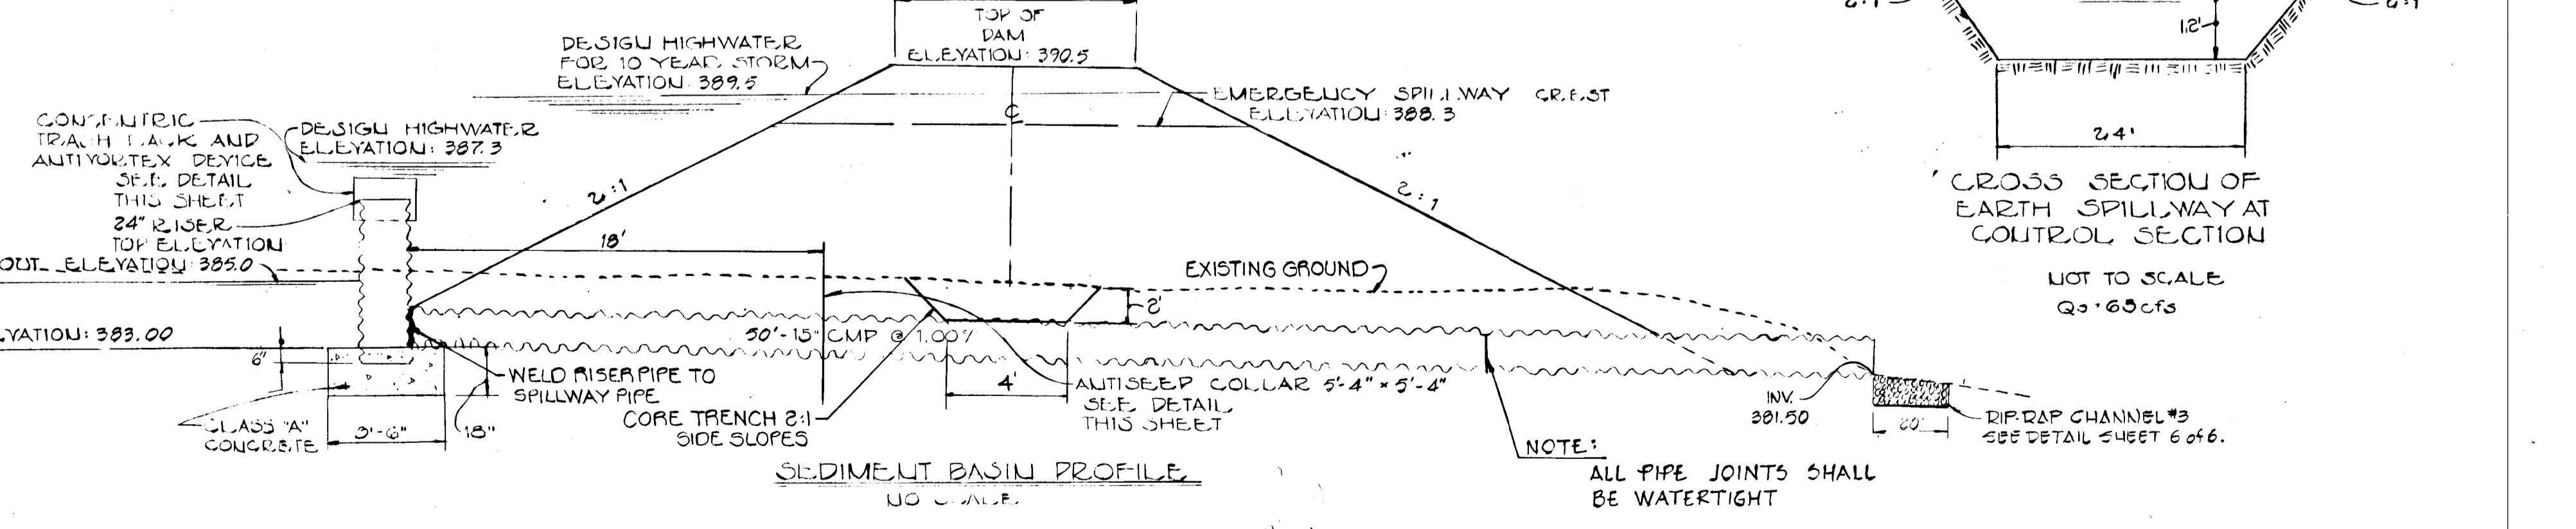 TOP OF
DAM
ELEVATION: 390.5
DESIGN HIGHWATER
FOR 10 YEAR STORM
ELEVATION: 389.5
EMERGENCY SPILLWAY CREST
ELLEVATION: 388.3
CONCENTRIC
TRASH RACK AND
ANTIVORTEX DEVICE
SEE DETAIL
THIS SHEET
DESIGN HIGHWATER
ELEVATION: 387.3
24" RISER
TOP ELEVATION
OUT ELEVATION: 385.0
2:1
2:1
18'
EXISTING GROUND
2'
VATION: 383.00
6"
50'-15" CMP @ 1.00%
WELD RISER PIPE TO
SPILLWAY PIPE
4'
ANTISEEP COLLAR 5'-4" × 5'-4"
SEE DETAIL
THIS SHEET
CORE TRENCH 2:1
SIDE SLOPES
CLASS "A"
CONCRETE
3'-6"
18"
INV.
381.50
RIP-RAP CHANNEL #3
SEE DETAIL SHEET 6 of 6.
NOTE:
ALL PIPE JOINTS SHALL
BE WATERTIGHT
SEDIMENT BASIN PROFILE
NO SCALE
2:1
2:1
1.2'
24'
CROSS SECTION OF
EARTH SPILLWAY AT
CONTROL SECTION
NOT TO SCALE